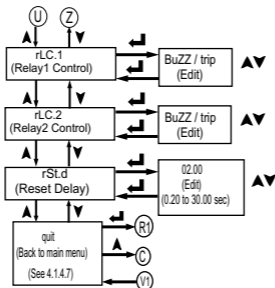 U Z
rLC.1
(Relay1 Control)
BuZZ / trip
(Edit)
rLC.2
(Relay2 Control)
BuZZ / trip
(Edit)
rSt.d
(Reset Delay)
02.00
(Edit)
(0.20 to 30.00 sec)
quit
(Back to main menu)
(See 4.1.4.7)
R1
C
V1